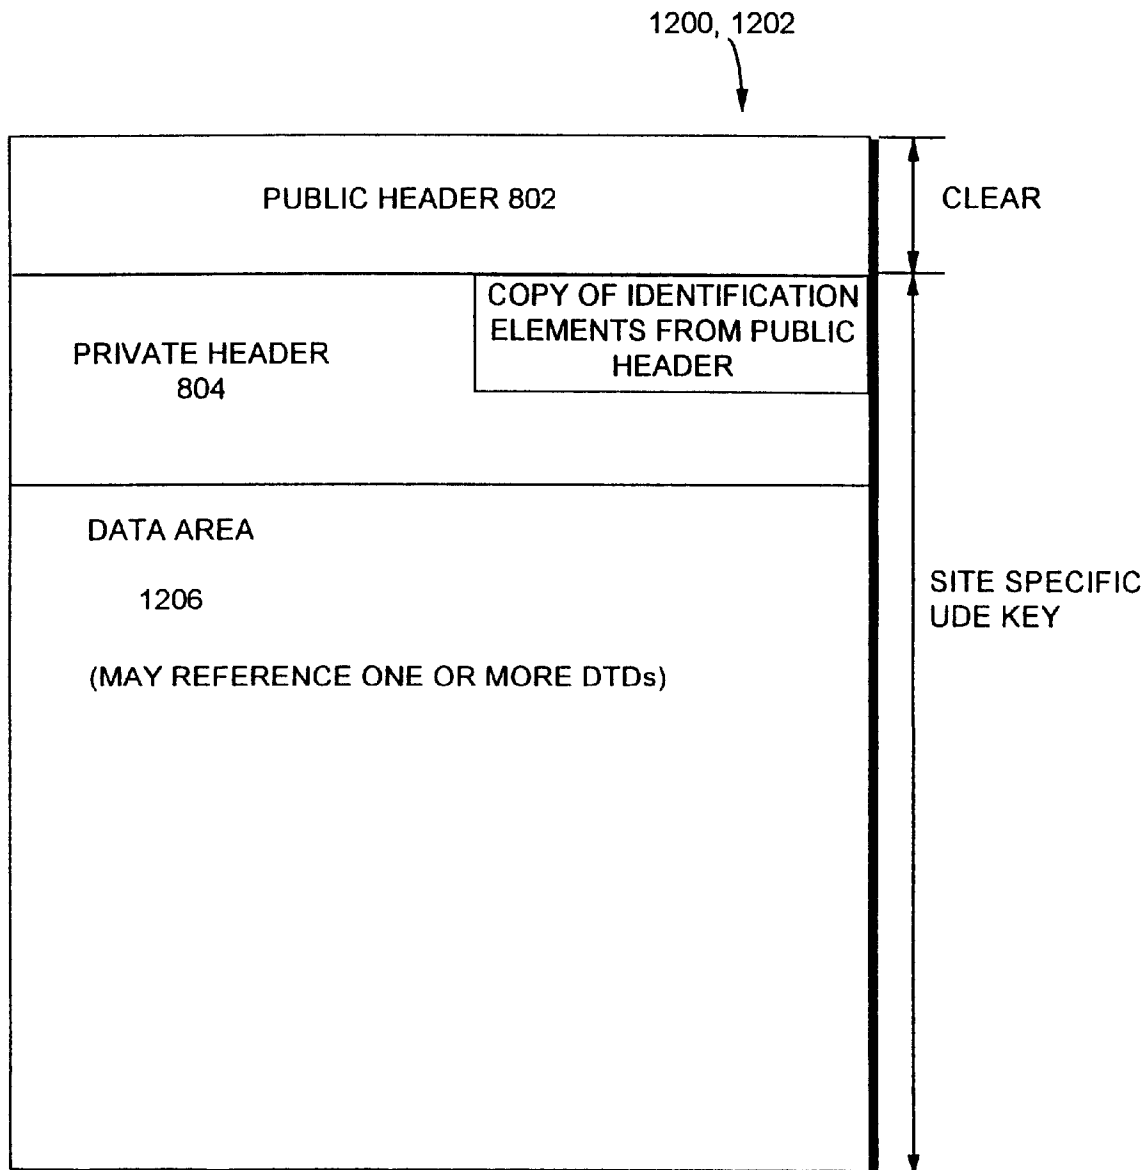 1200, 1202
PUBLIC HEADER 802
CLEAR
COPY OF IDENTIFICATION
ELEMENTS FROM PUBLIC
HEADER
PRIVATE HEADER
804
DATA AREA
1206
(MAY REFERENCE ONE OR MORE DTDs)
SITE SPECIFIC
UDE KEY